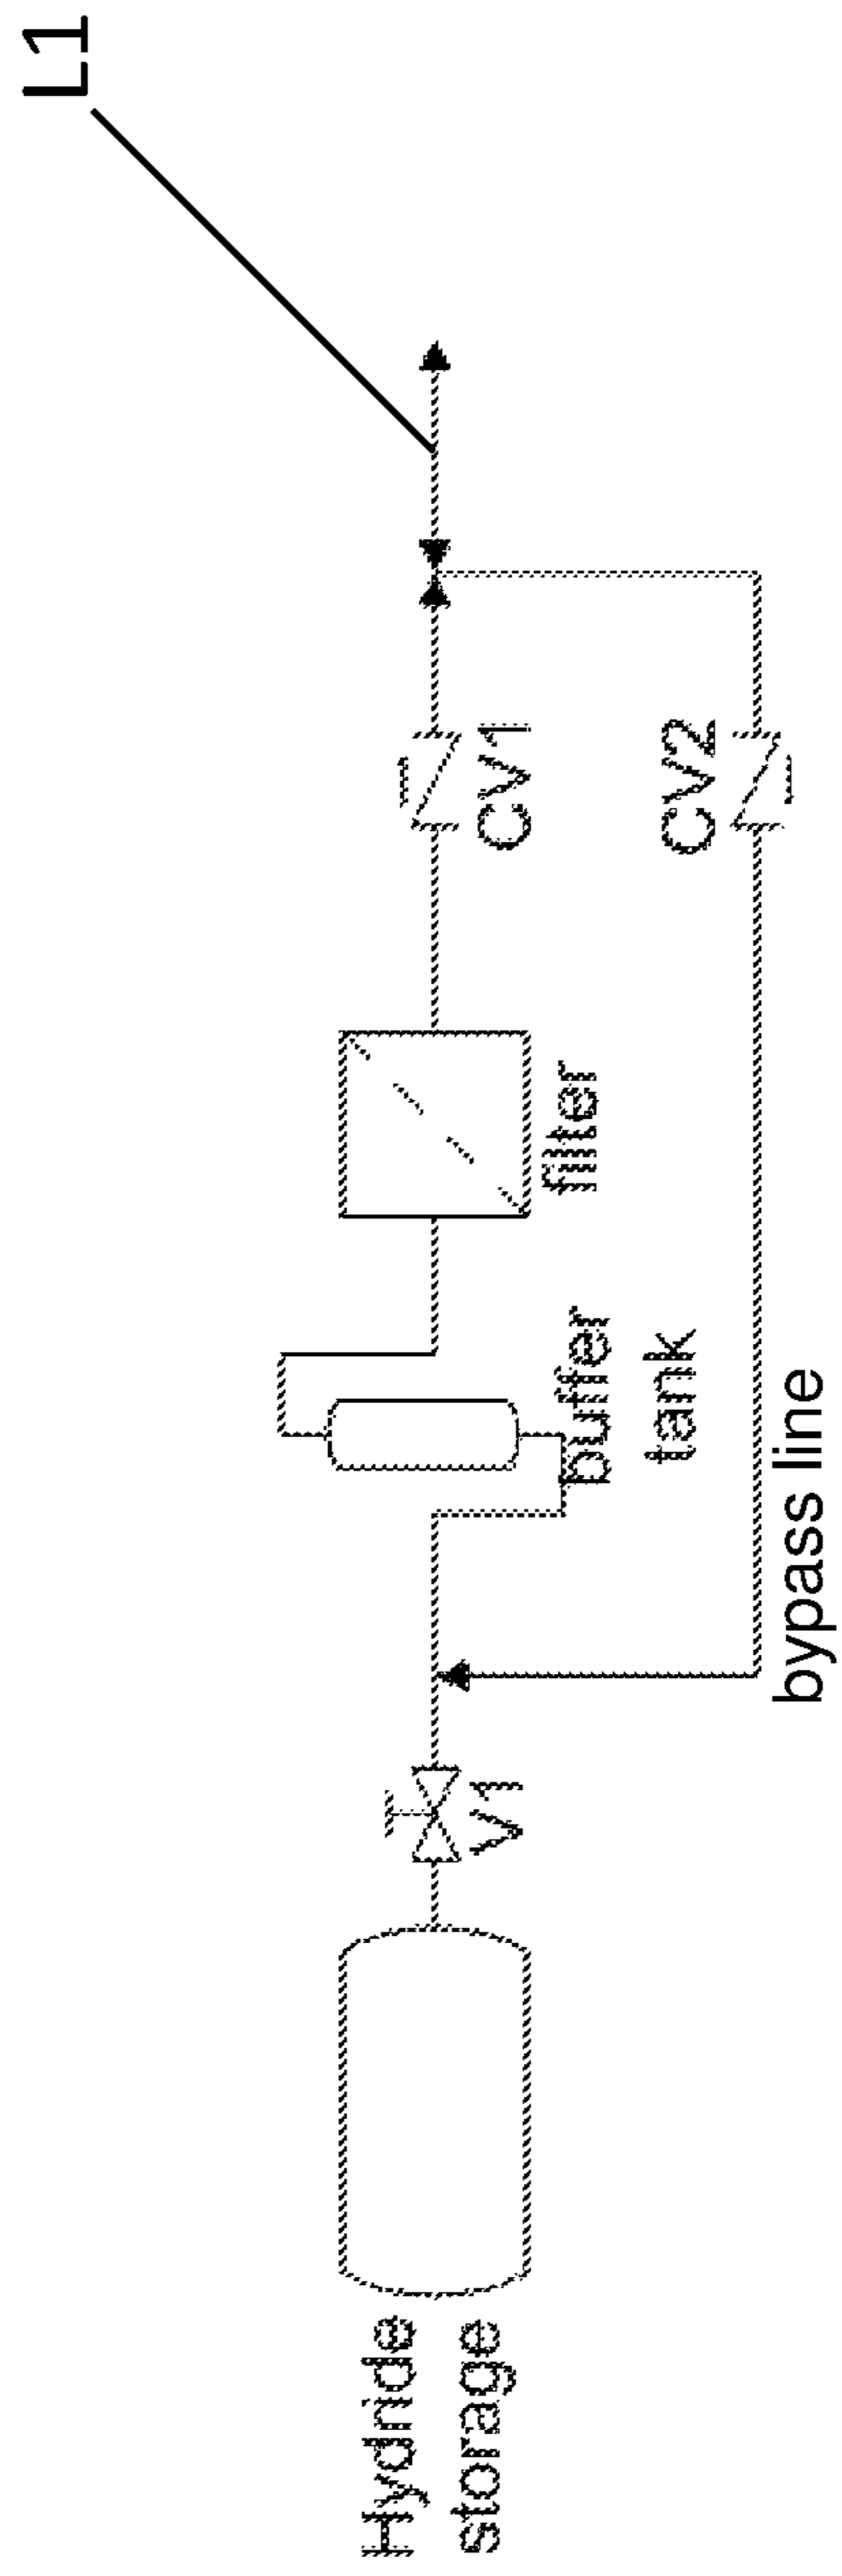 Hydride
storage
V1
buffer
tank
filter
CV1
CV2
bypass line
L1